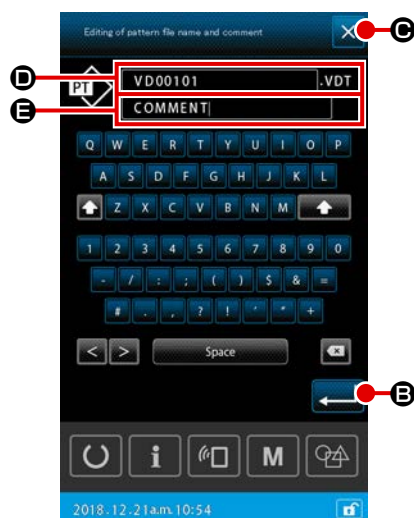 Editing of pattern file name and comment X C
D PT VD00101 .VDT
E COMMENT
Q W E R T Y U I O P
A S D F G H J K L
Z X C V B N M
1 2 3 4 5 6 7 8 9 0
- / : ; ( ) $ & =
# . , ? ! ' " +
< > Space
B
i M
2018.12.21a.m.10:54